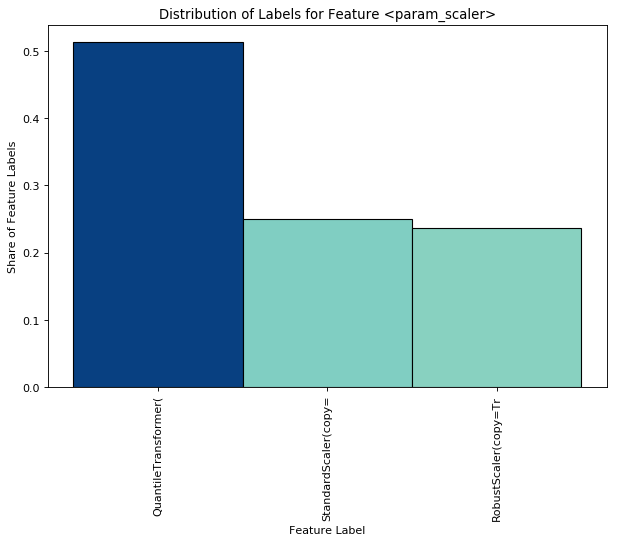 Distribution of Labels for Feature <param_scaler>
Share of Feature Labels
0.5
0.4
0.3
0.2
0.1
0.0
QuantileTransformer(
StandardScaler(copy=
RobustScaler(copy=Tr
Feature Label